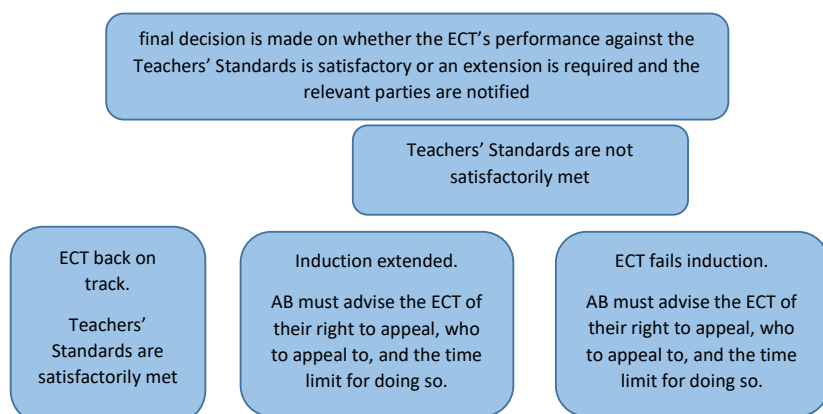 final decision is made on whether the ECT’s performance against the
Teachers’ Standards is satisfactory or an extension is required and the
relevant parties are notified
Teachers’ Standards are not
satisfactorily met
ECT back on
track.
Teachers’
Standards are
satisfactorily met
Induction extended.
AB must advise the ECT of
their right to appeal, who
to appeal to, and the time
limit for doing so.
ECT fails induction.
AB must advise the ECT of
their right to appeal, who
to appeal to, and the time
limit for doing so.